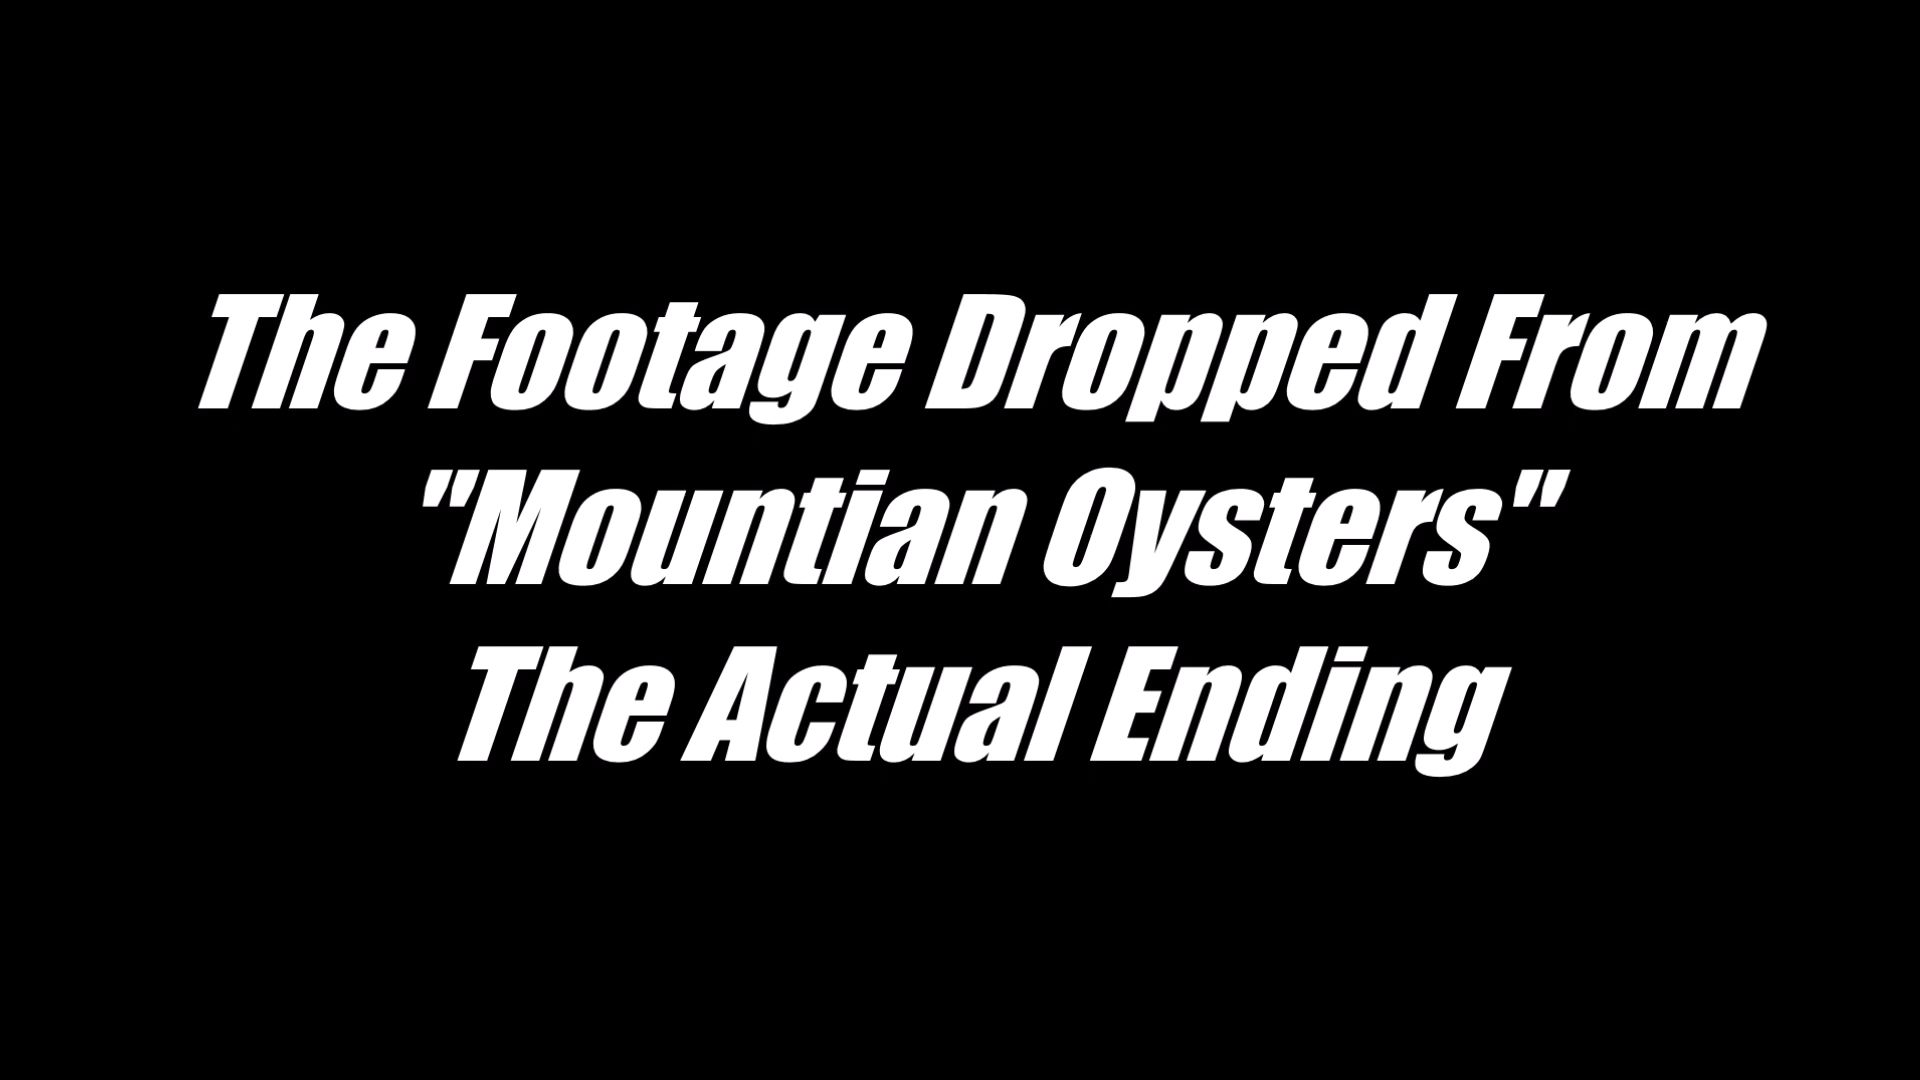 The Footage Dropped From
"Mountian Oysters"
The Actual Ending